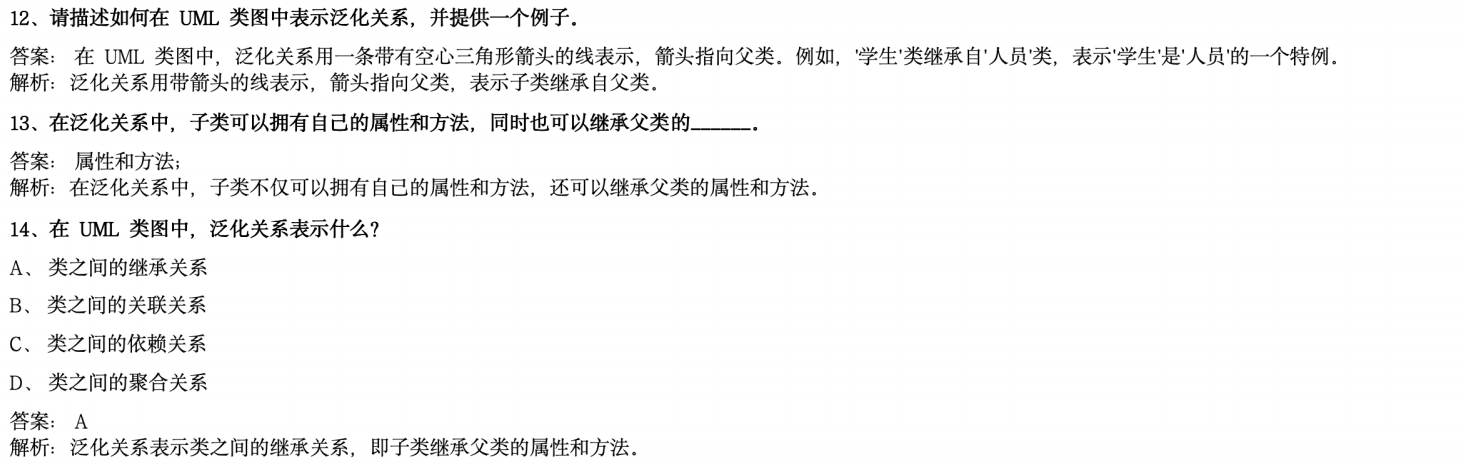 12、请描述如何在 UML 类图中表示泛化关系，并提供一个例子。
答案： 在 UML 类图中，泛化关系用一条带有空心三角形箭头的线表示，箭头指向父类。例如，'学生'类继承自'人员'类，表示'学生'是'人员'的一个特例。
解析：泛化关系用带箭头的线表示，箭头指向父类，表示子类继承自父类。
13、在泛化关系中，子类可以拥有自己的属性和方法，同时也可以继承父类的______。
答案： 属性和方法;
解析：在泛化关系中，子类不仅可以拥有自己的属性和方法，还可以继承父类的属性和方法。
14、在 UML 类图中，泛化关系表示什么？
A、 类之间的继承关系
B、 类之间的关联关系
C、 类之间的依赖关系
D、 类之间的聚合关系
答案： A
解析：泛化关系表示类之间的继承关系，即子类继承父类的属性和方法。